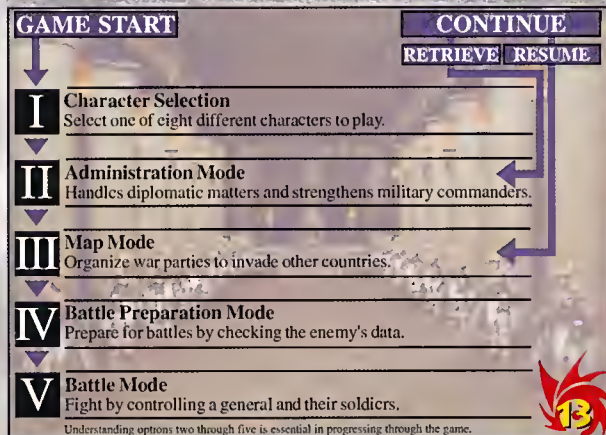 GAME START
CONTINUE
RETRIEVE RESUME
I Character Selection
Select one of eight different characters to play.
II Administration Mode
Handles diplomatic matters and strengthens military commanders.
III Map Mode
Organize war parties to invade other countries.
IV Battle Preparation Mode
Prepare for battles by checking the enemy's data.
V Battle Mode
Fight by controlling a general and their soldiers.
Understanding options two through five is essential in progressing through the game.
13